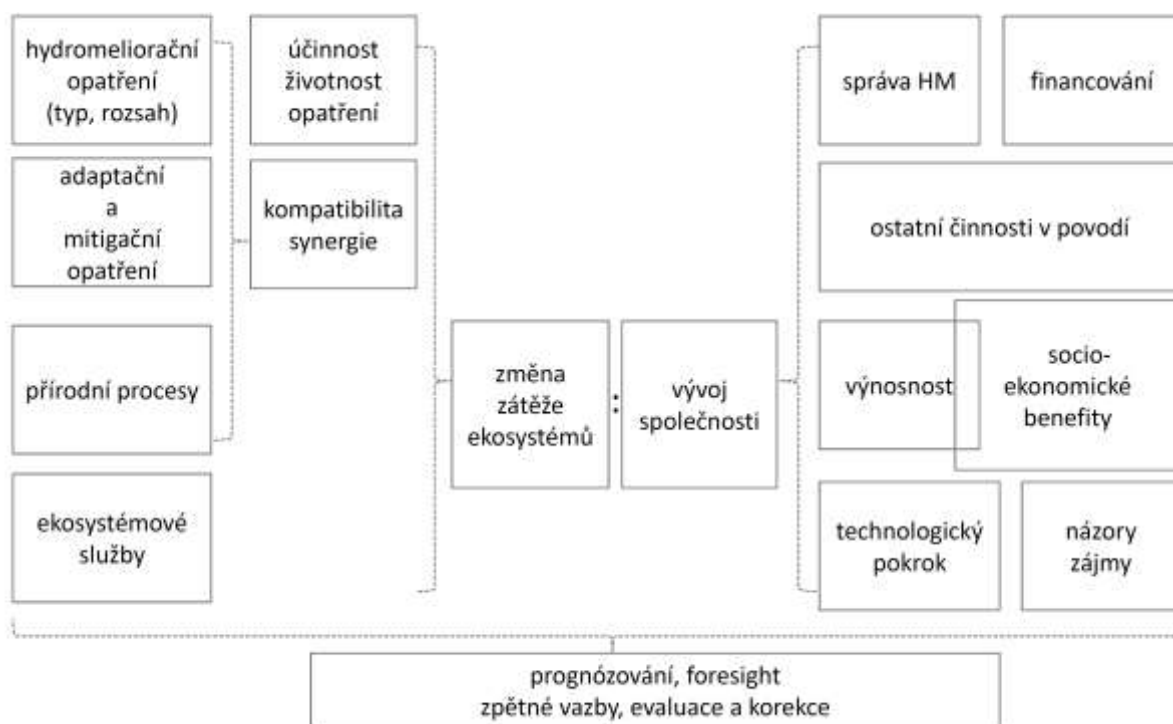 hydromeliorační
opatření
(typ, rozsah)
účinnost
životnost
opatření
správa HM
financování
adaptační
a
mitigační
opatření
kompatibilita
synergie
ostatní činnosti v povodí
přírodní procesy
změna
zátěže
ekosystémů
:
vývoj
společnosti
výnosnost
socio-
ekonomické
benefity
ekosystémové
služby
technologický
pokrok
názory
zájmy
prognózování, foresight
zpětné vazby, evaluace a korekce